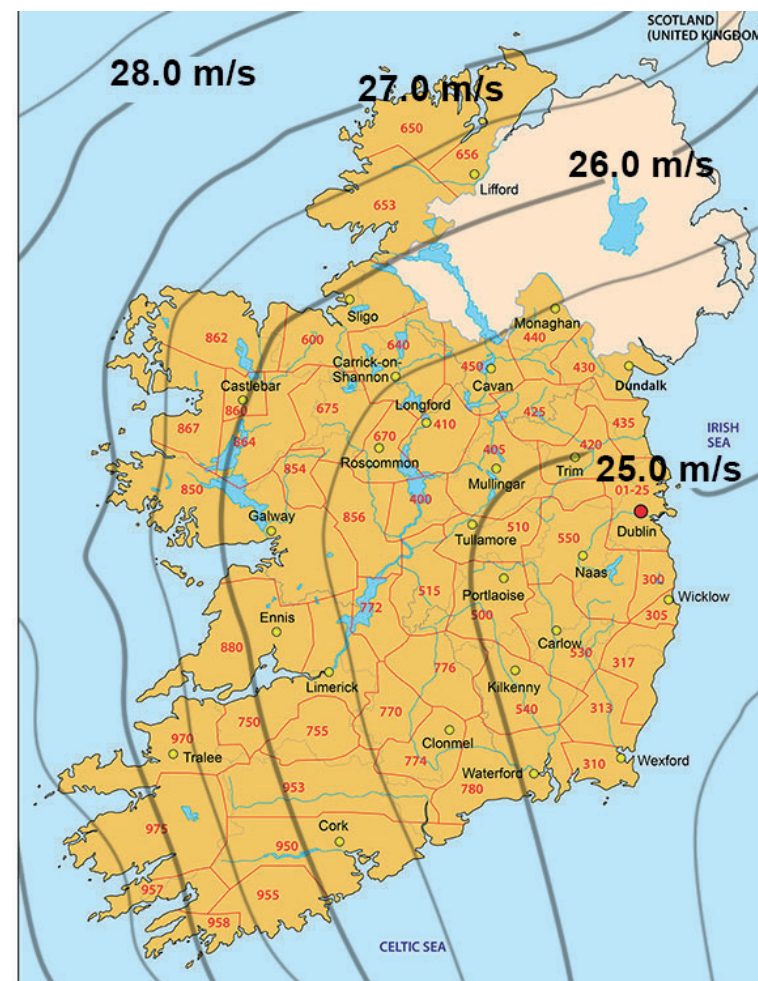 SCOTLAND
(UNITED KINGDOM
28.0 m/s
27.0 m/s
650
656
26.0 m/s
Lifford
653
Sligo
Monaghan
862
600
640
440
Carrick-on-
Shannon
450
430
Cavan
Dundalk
Castlebar
860
675
Longford
410
425
435
867
864
670
IRISH
SEA
854
Roscommon
405
420
Trim
25.0 m/s
850
Mullingar
400
01-25
Galway
856
Tullamore
510
Dublin
550
Naas
300
515
Portlaoise
772
500
Wicklow
305
Ennis
880
Carlow
530
317
776
Limerick
Kilkenny
540
313
750
755
770
970
Tralee
Clonmel
774
310
Wexford
Waterford
780
953
975
Cork
950
957
955
958
CELTIC SEA